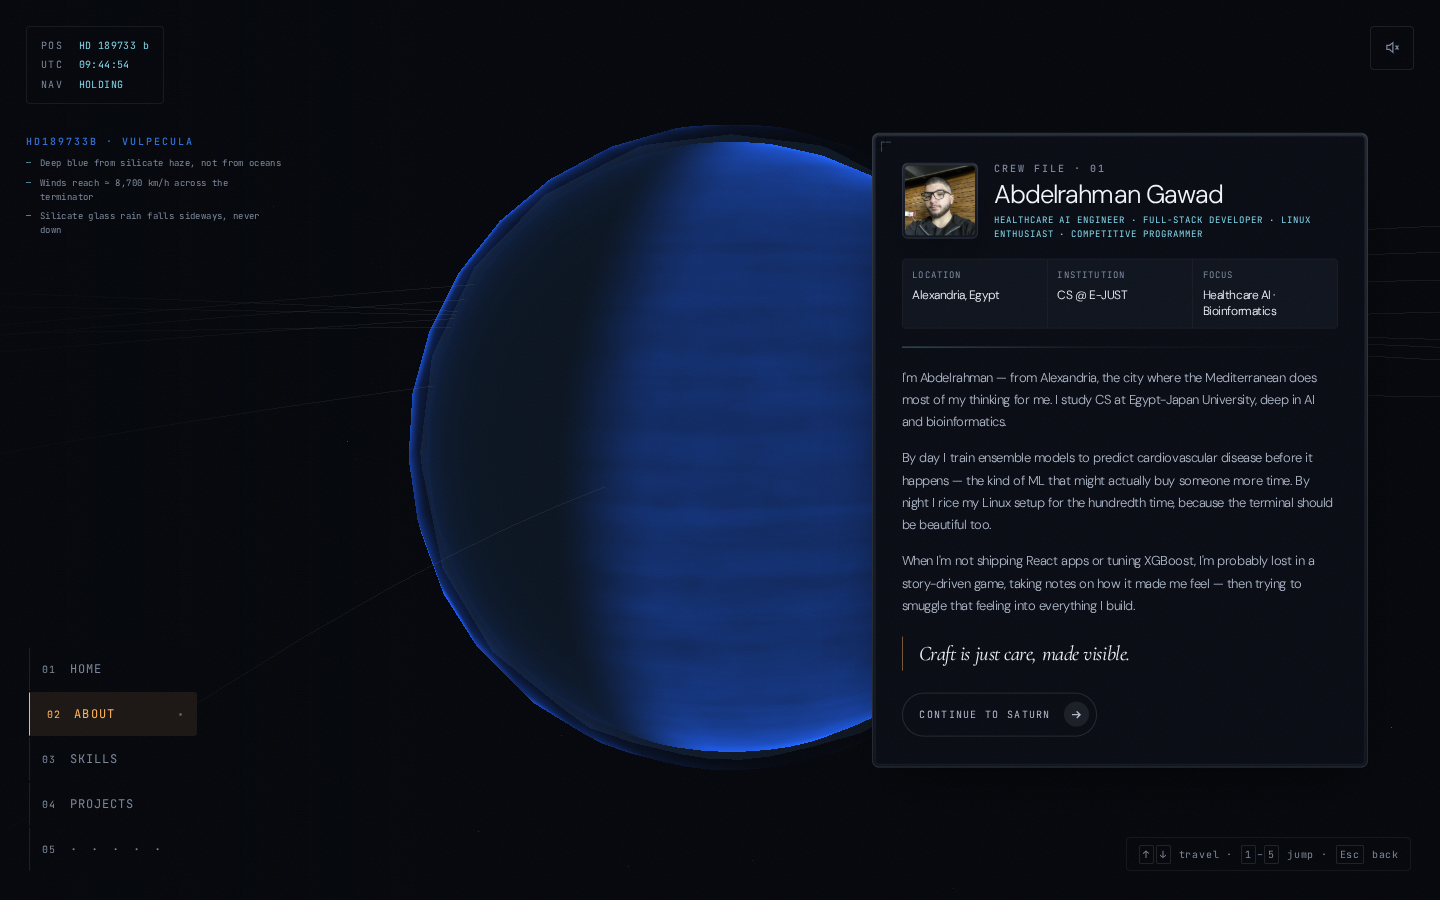 POS HD 189733 b
UTC 09:44:54
NAV HOLDING
HD189733B · VULPECULA
— Deep blue from silicate haze, not from oceans
— Winds reach ≈ 8,700 km/h across the
terminator
— Silicate glass rain falls sideways, never
down
CREW FILE · 01
Abdelrahman Gawad
HEALTHCARE AI ENGINEER · FULL-STACK DEVELOPER · LINUX
ENTHUSIAST · COMPETITIVE PROGRAMMER
LOCATION
Alexandria, Egypt
INSTITUTION
CS @ E-JUST
FOCUS
Healthcare AI ·
Bioinformatics
I'm Abdelrahman — from Alexandria, the city where the Mediterranean does
most of my thinking for me. I study CS at Egypt-Japan University, deep in AI
and bioinformatics.
By day I train ensemble models to predict cardiovascular disease before it
happens — the kind of ML that might actually buy someone more time. By
night I rice my Linux setup for the hundredth time, because the terminal should
be beautiful too.
When I'm not shipping React apps or tuning XGBoost, I'm probably lost in a
story-driven game, taking notes on how it made me feel — then trying to
smuggle that feeling into everything I build.
Craft is just care, made visible.
CONTINUE TO SATURN →
01 HOME
02 ABOUT
03 SKILLS
04 PROJECTS
05 · · · · ·
↑ ↓ travel · 1 – 5 jump · Esc back